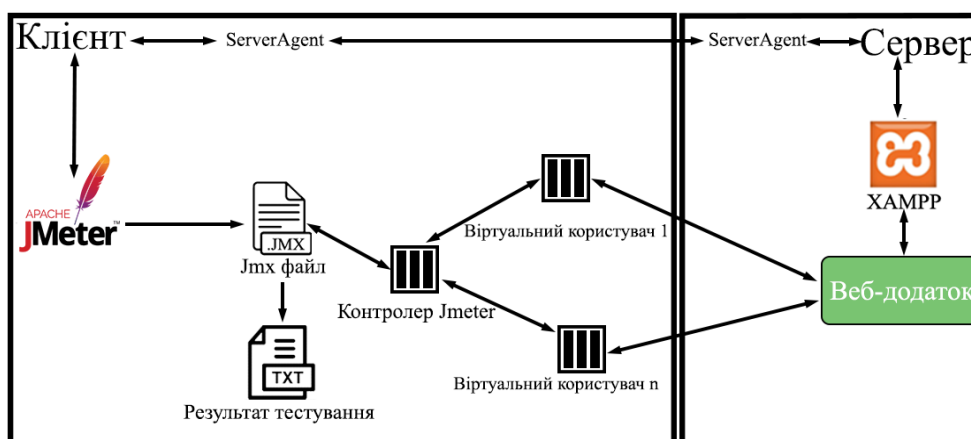 Клієнт
ServerAgent
ServerAgent
Сервер
APACHE
JMeter™
.JMX
Jmx файл
Віртуальний користувач 1
XAMPP
Контролер Jmeter
Веб-додаток
TXT
Віртуальний користувач n
Результат тестування